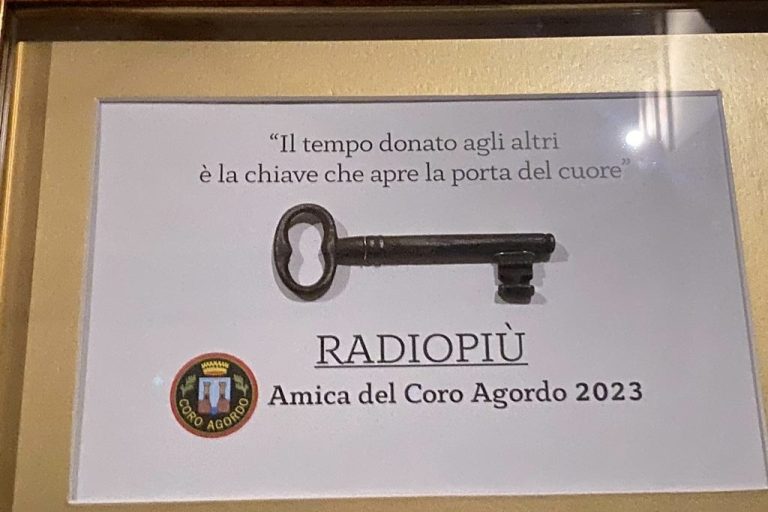 “Il tempo donato agli altri
è la chiave che apre la porta del cuore”
RADIOPIÙ
Amica del Coro Agordo 2023
CORO AGORDO